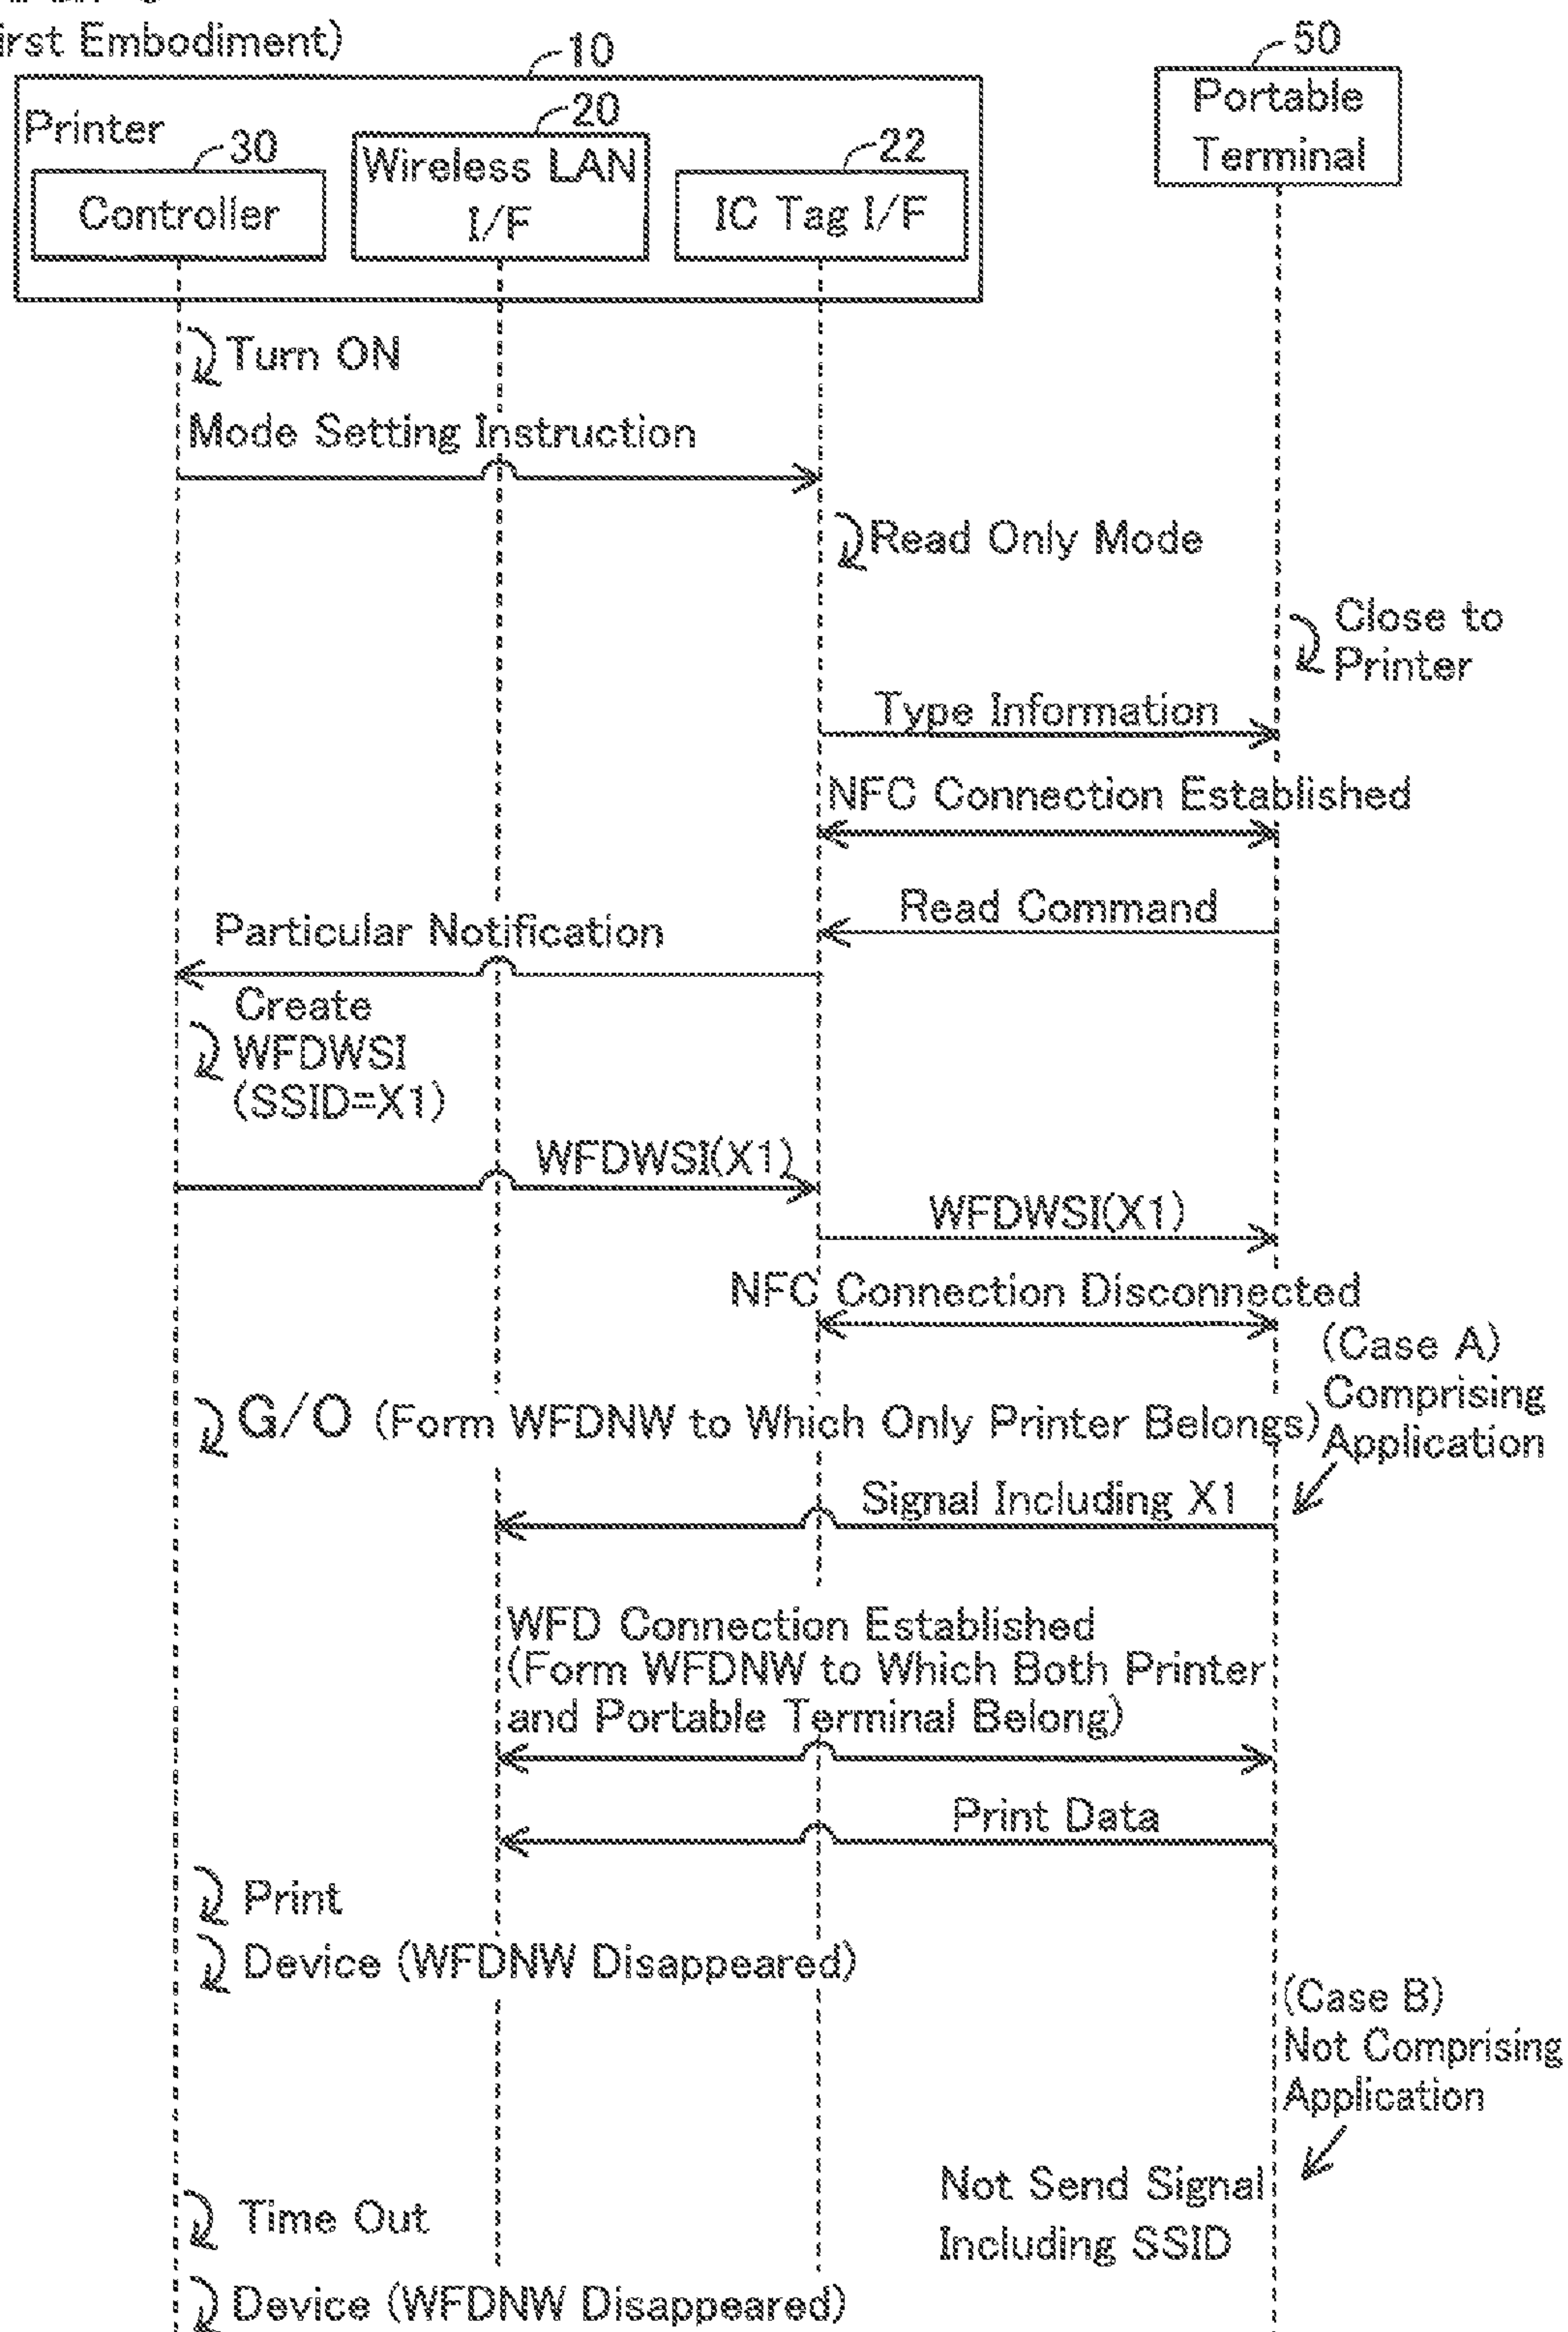 irst Embodiment)
10
50
Printer
20
Portable
Terminal
30
Wireless LAN
I/F
22
Controller
IC Tag I/F
Turn ON
Mode Setting Instruction
Read Only Mode
Close to
Printer
Type Information
NFC Connection Established
Read Command
Particular Notification
Create
WFDWSI
(SSID=X1)
WFDWSI(X1)
WFDWSI(X1)
NFC Connection Disconnected
(Case A)
Comprising
Application
G/O (Form WFDNW to Which Only Printer Belongs)
Signal Including X1
WFD Connection Established
(Form WFDNW to Which Both Printer
and Portable Terminal Belong)
Print Data
Print
Device (WFDNW Disappeared)
(Case B)
Not Comprising
Application
Not Send Signal
Including SSID
Time Out
Device (WFDNW Disappeared)